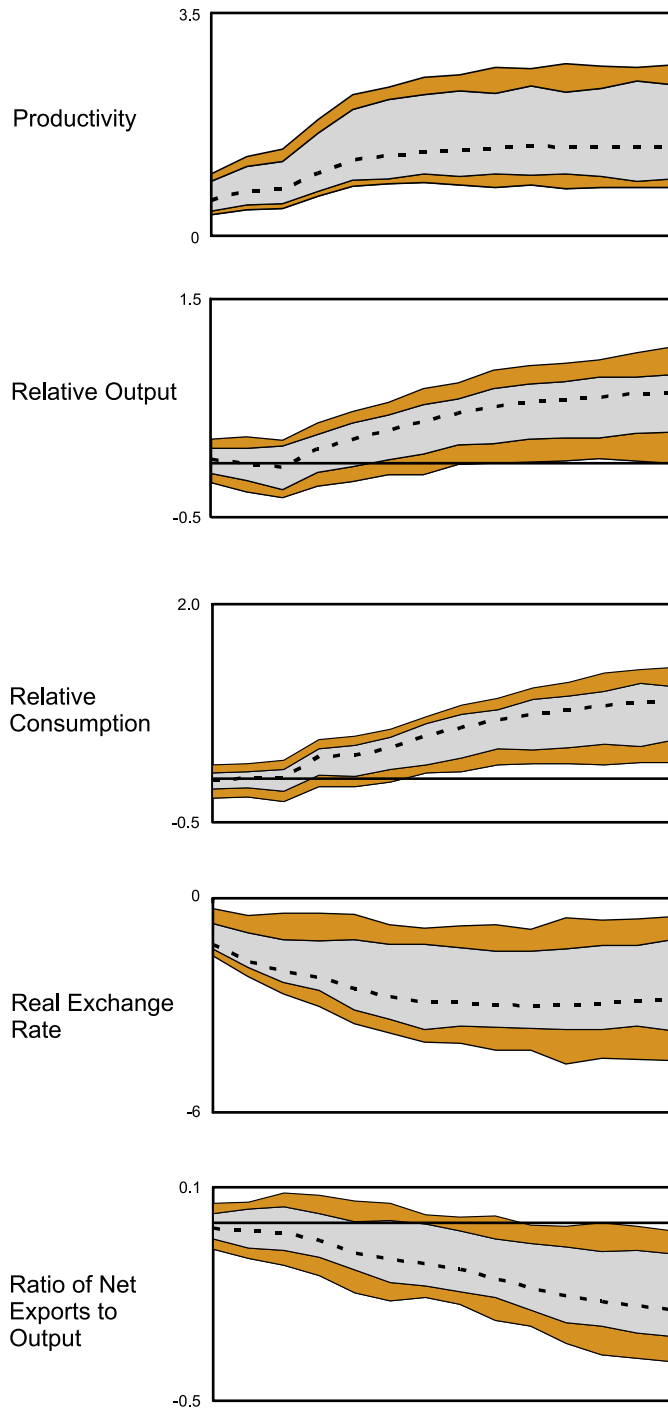 3.5
Productivity
0
1.5
Relative Output
-0.5
2.0
Relative
Consumption
-0.5
0
Real Exchange
Rate
-6
0.1
Ratio of Net
Exports to
Output
-0.5